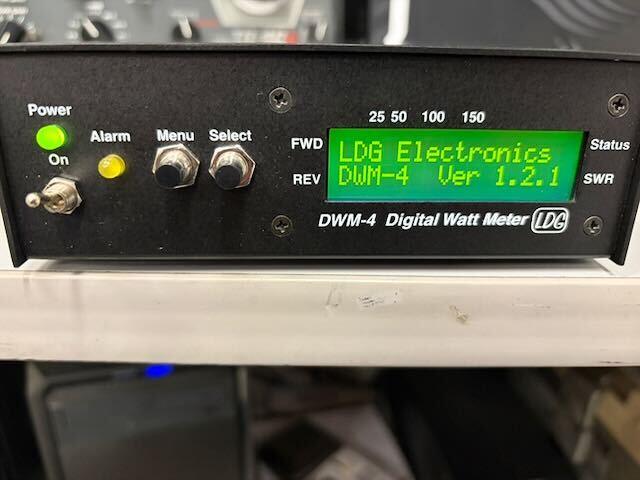 Power
On
Alarm
Menu
Select
25 50 100 150
FWD
REV
LDG Electronics
DWM-4 Ver 1.2.1
Status
SWR
DWM-4 Digital Watt Meter LDG